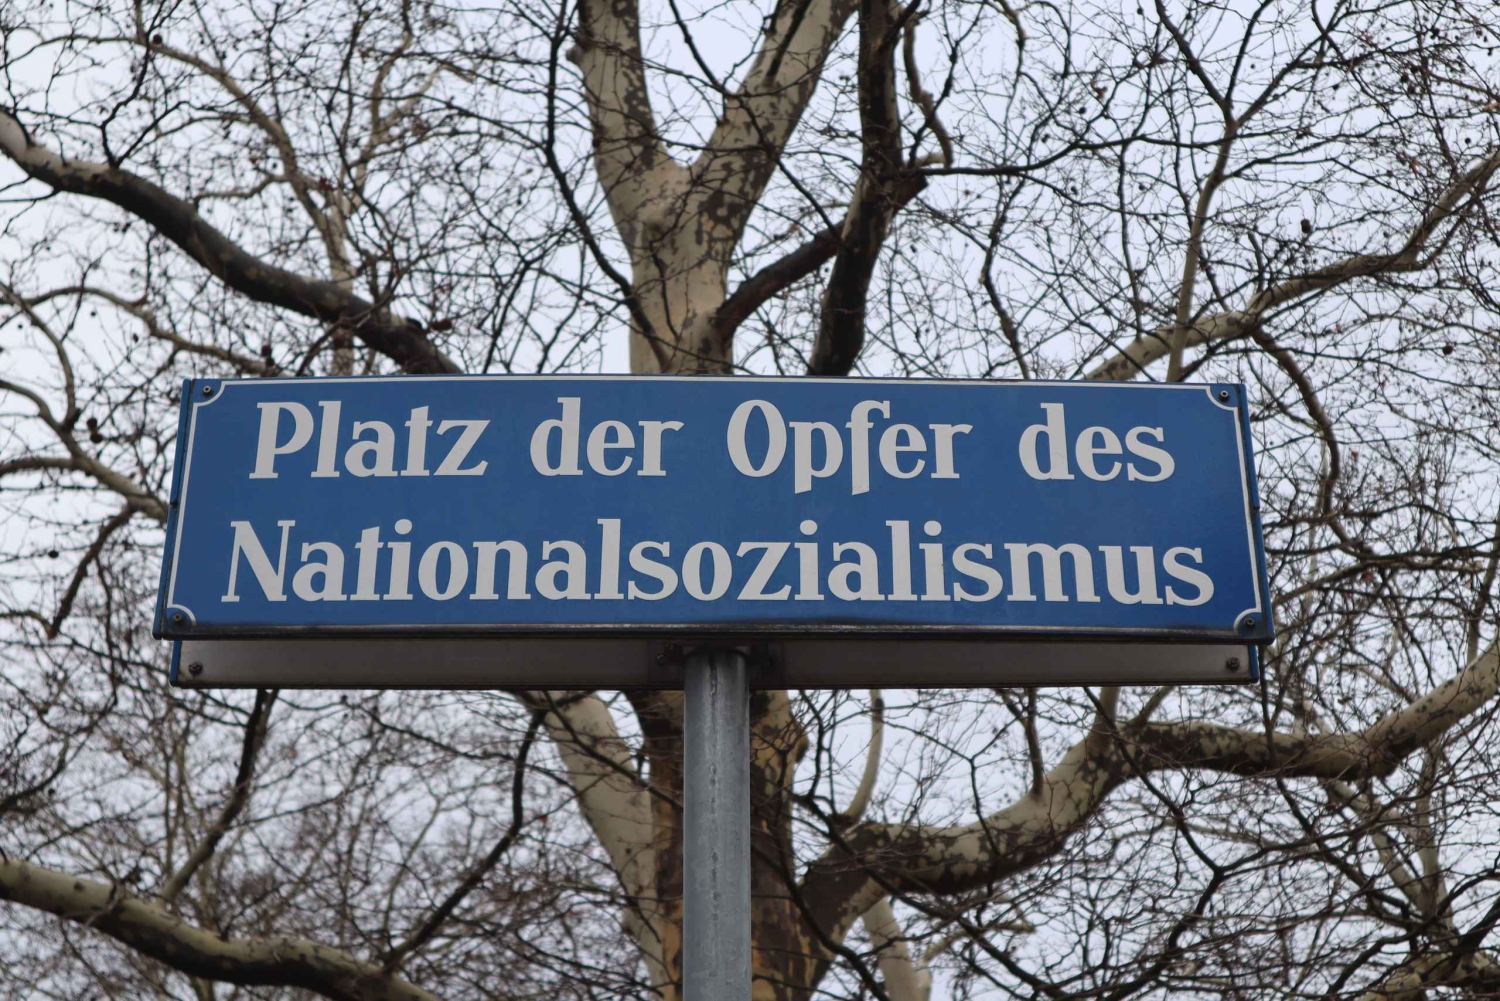 Platz der Opfer des
Nationalsozialismus